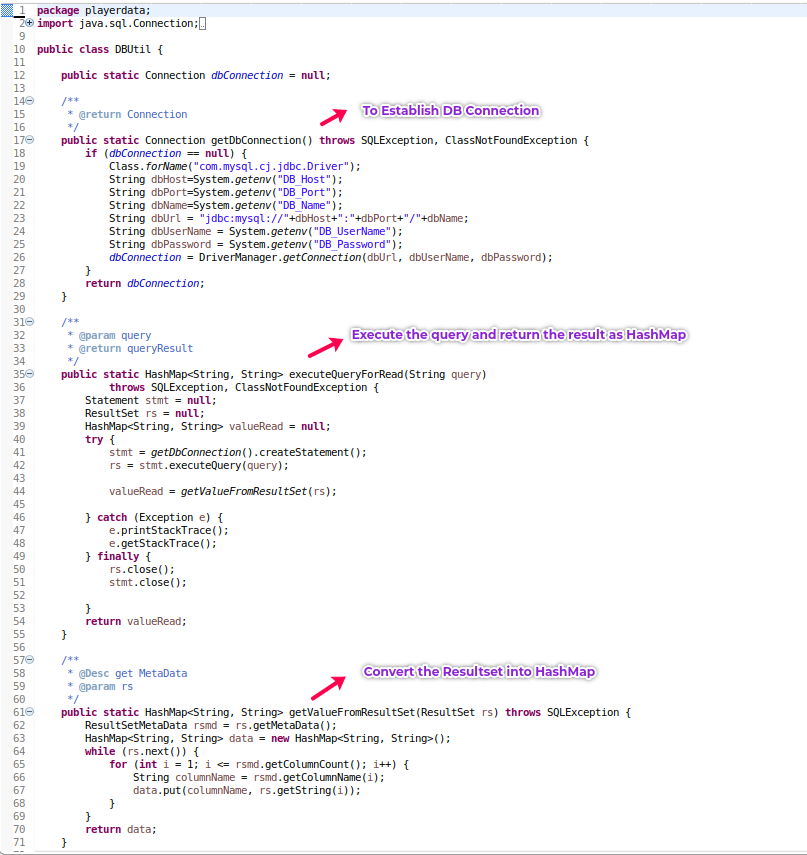 1 package playerdata;
2 import java.sql.Connection;
9
10 public class DBUtil {
11
12     public static Connection dbConnection = null;
13
14     /**
15      * @return Connection
To Establish DB Connection
16      */
17     public static Connection getDbConnection() throws SQLException, ClassNotFoundException {
18         if (dbConnection == null) {
19             Class.forName("com.mysql.cj.jdbc.Driver");
20             String dbHost=System.getenv("DB_Host");
21             String dbPort=System.getenv("DB_Port");
22             String dbName=System.getenv("DB_Name");
23             String dbUrl = "jdbc:mysql://"+dbHost+":"+dbPort+"/"+dbName;
24             String dbUserName = System.getenv("DB_UserName");
25             String dbPassword = System.getenv("DB_Password");
26             dbConnection = DriverManager.getConnection(dbUrl, dbUserName, dbPassword);
27         }
28         return dbConnection;
29     }
30
31     /**
32      * @param query
Execute the query and return the result as HashMap
33      * @return queryResult
34      */
35     public static HashMap<String, String> executeQueryForRead(String query)
36             throws SQLException, ClassNotFoundException {
37         Statement stmt = null;
38         ResultSet rs = null;
39         HashMap<String, String> valueRead = null;
40         try {
41             stmt = getDbConnection().createStatement();
42             rs = stmt.executeQuery(query);
43
44             valueRead = getValueFromResultSet(rs);
45
46         } catch (Exception e) {
47             e.printStackTrace();
48             e.getStackTrace();
49         } finally {
50             rs.close();
51             stmt.close();
52
53         }
54         return valueRead;
55     }
56
57     /**
58      * @Desc get MetaData
Convert the Resultset into HashMap
59      * @param rs
60      */
61     public static HashMap<String, String> getValueFromResultSet(ResultSet rs) throws SQLException {
62         ResultSetMetaData rsmd = rs.getMetaData();
63         HashMap<String, String> data = new HashMap<String, String>();
64         while (rs.next()) {
65             for (int i = 1; i <= rsmd.getColumnCount(); i++) {
66                 String columnName = rsmd.getColumnName(i);
67                 data.put(columnName, rs.getString(i));
68             }
69         }
70         return data;
71     }